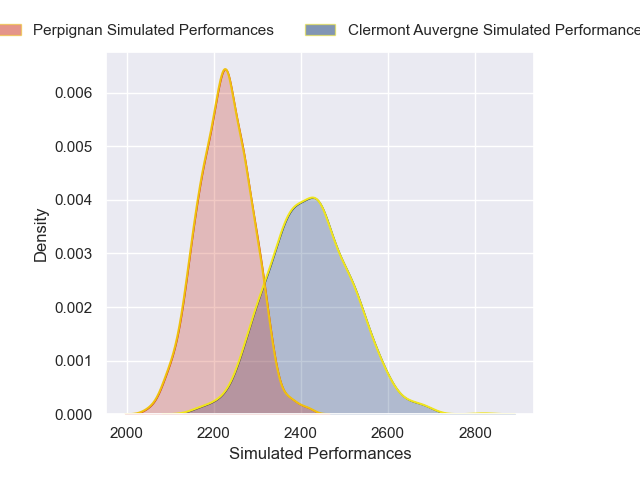 Perpignan Simulated Performances Clermont Auvergne Simulated Performance
0.006
0.005
0.004
0.003
0.002
0.001
0.000
Density
2000 2200 2400 2600 2800
Simulated Performances